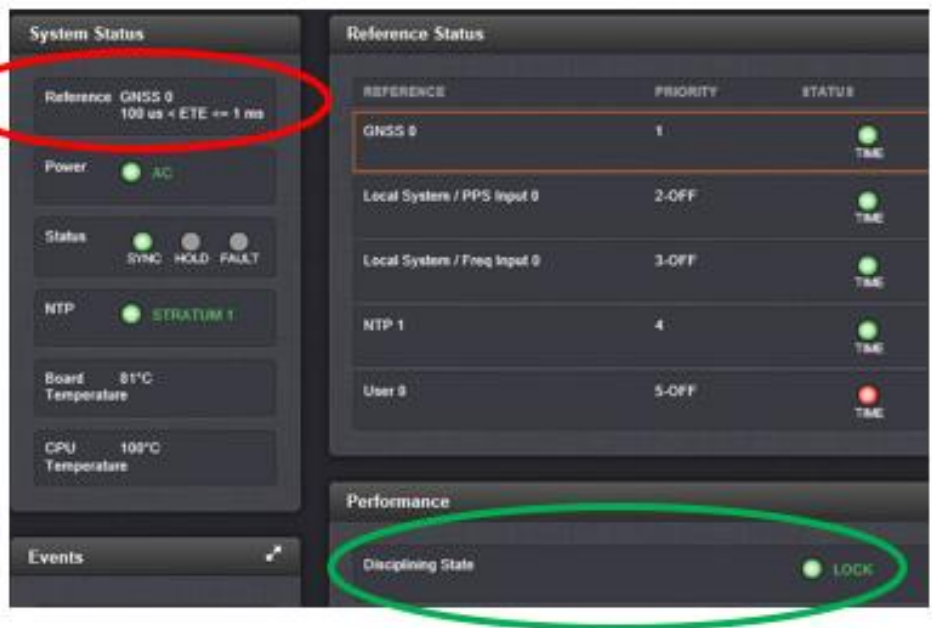 System Status
Reference GNSS 0
100 us < ETE <= 1 ms
Power AC
Status
SYNC HOLD FAULT
NTP STRATUM 1
Board 81°C
Temperature
CPU 100°C
Temperature
Events
Reference Status
REFERENCE PRIORITY STATUS
GNSS 0 1
TIME
Local System / PPS Input 0 2-OFF
TIME
Local System / Freq Input 0 3-OFF
TIME
NTP 1 4
TIME
User 0 5-OFF
TIME
Performance
Disciplining State LOCK